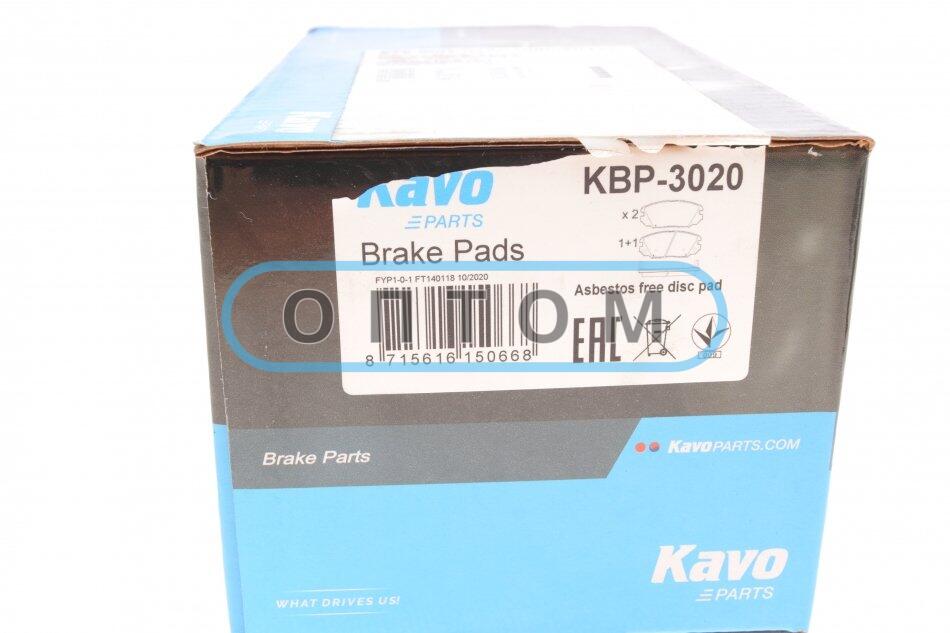 Kavo
KBP-3020
PARTS
x 2
1+1
Brake Pads
FYP1-0-1 FT140118 10/2020
Asbestos free disc pad
ОПТОМ
EAC
8 715616 150668
KavoPARTS.COM
Brake Parts
Kavo
PARTS
WHAT DRIVES US!